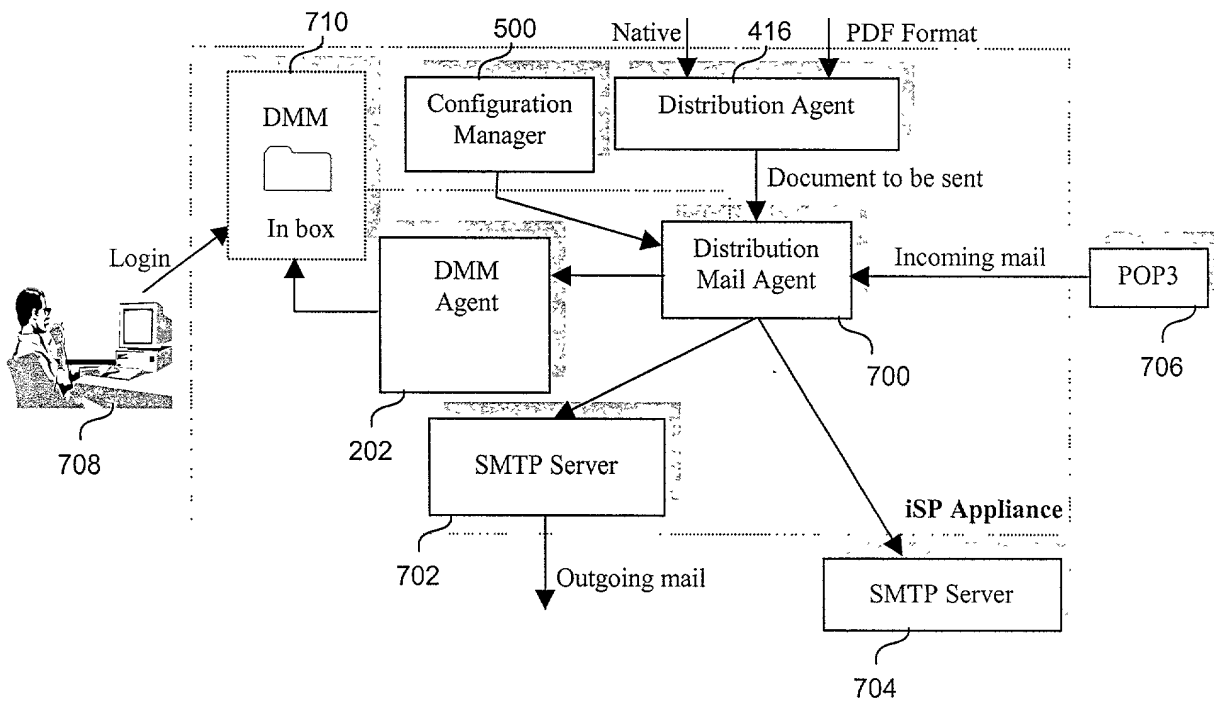 710
500
Native
416
PDF Format
DMM
In box
Configuration
Manager
Distribution Agent
Document to be sent
Login
DMM
Agent
Distribution
Mail Agent
Incoming mail
POP3
700
706
708
202
SMTP Server
iSP Appliance
702
Outgoing mail
SMTP Server
704